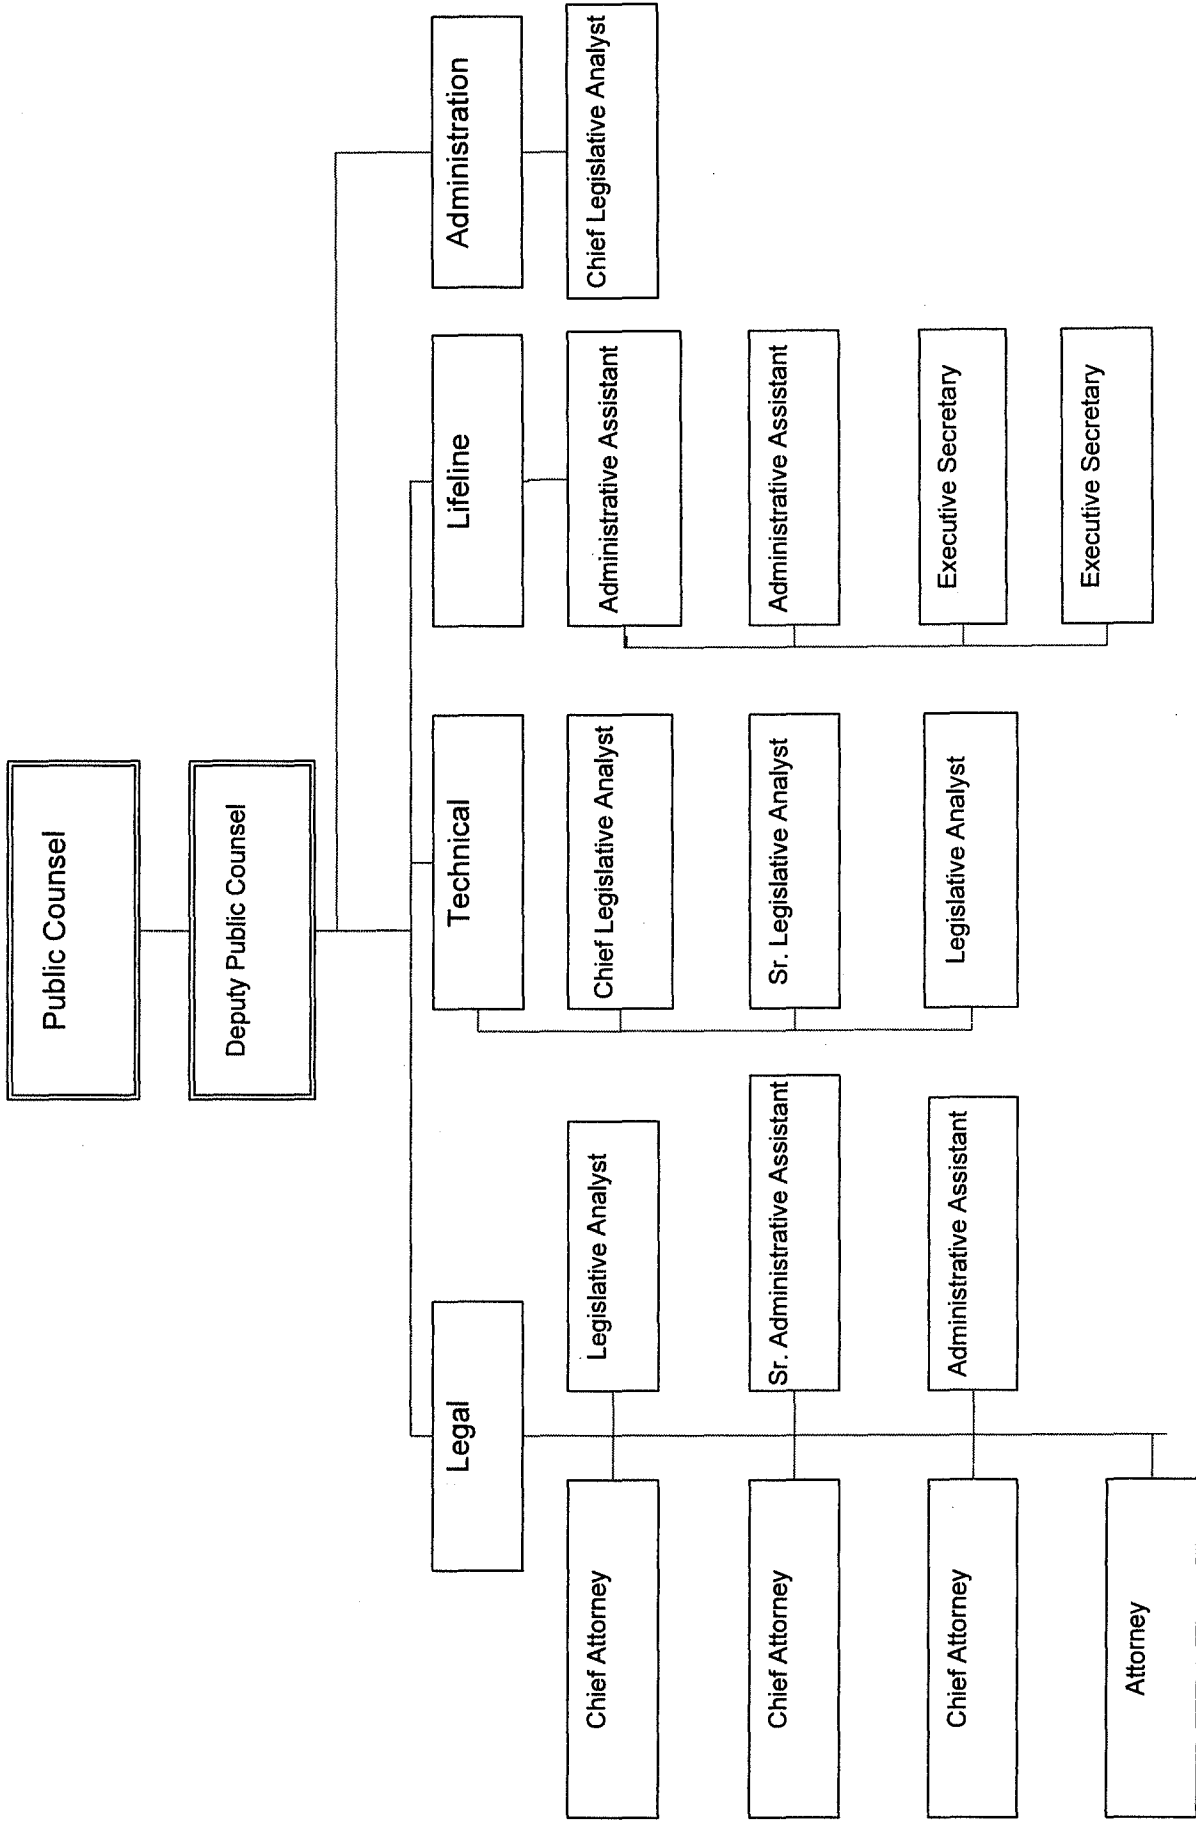 Public Counsel
Deputy Public Counsel
Legal
Technical
Lifeline
Administration
Chief Attorney
Legislative Analyst
Chief Legislative Analyst
Administrative Assistant
Chief Legislative Analyst
Chief Attorney
Sr. Administrative Assistant
Sr. Legislative Analyst
Administrative Assistant
Chief Attorney
Administrative Assistant
Legislative Analyst
Executive Secretary
Attorney
Executive Secretary